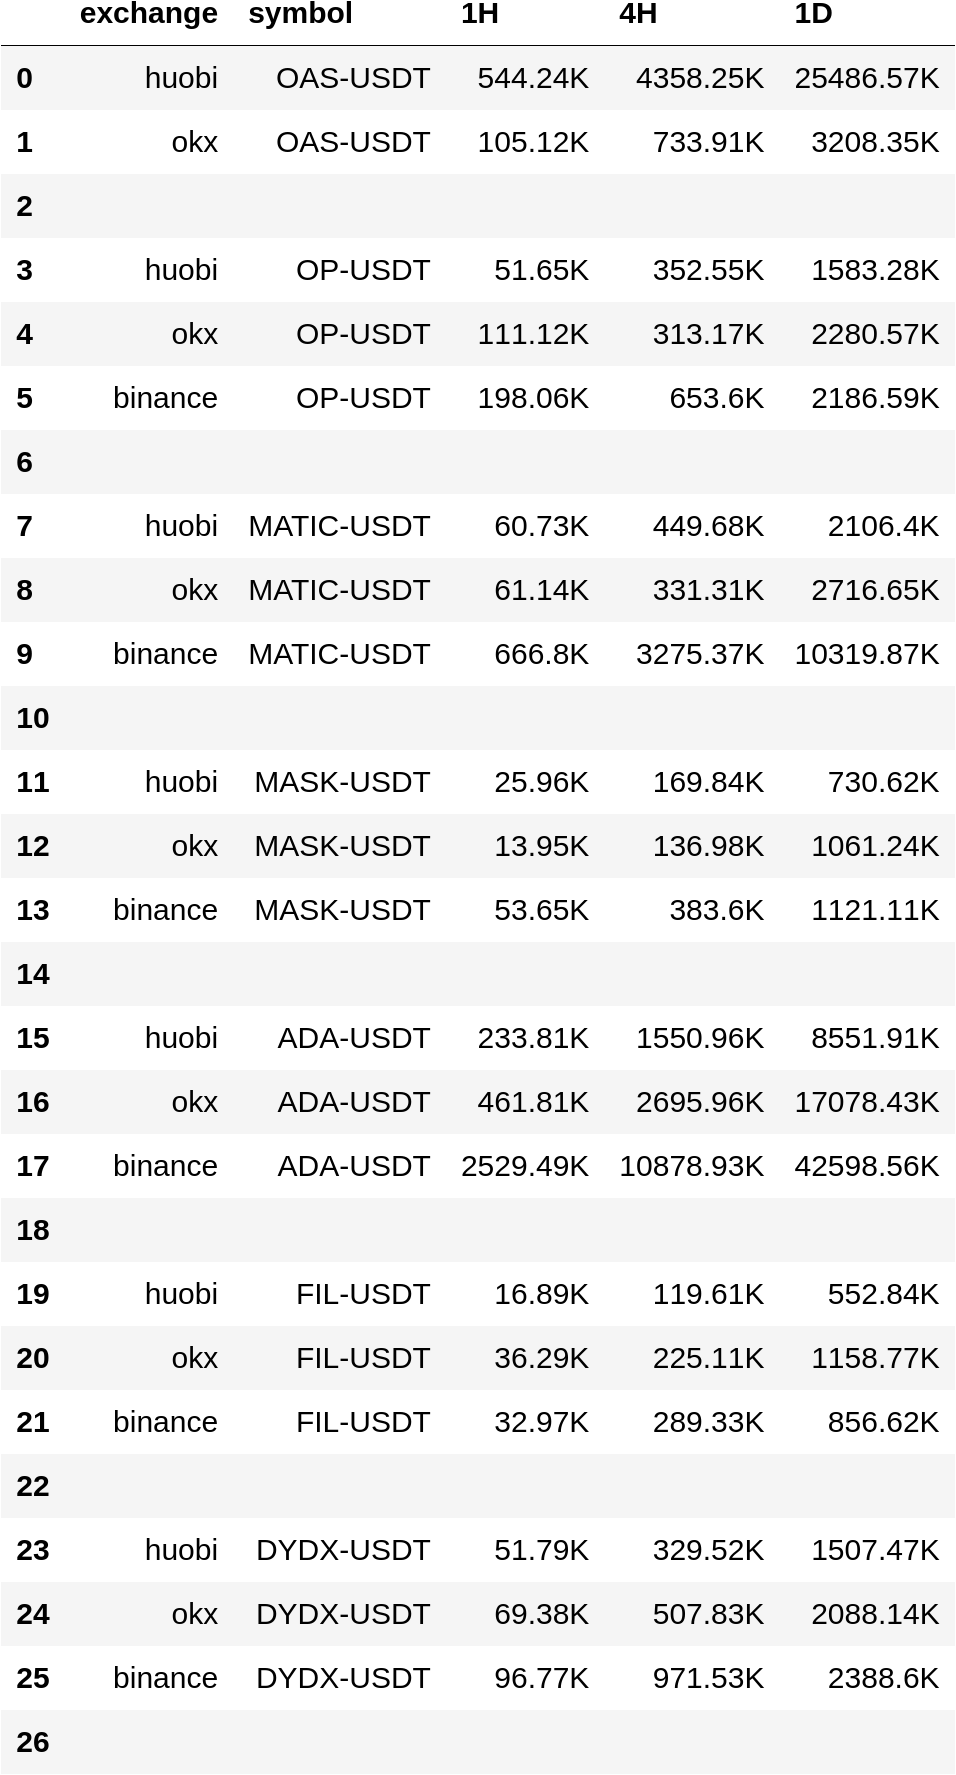 exchange symbol 1H 4H 1D
0 huobi OAS-USDT 544.24K 4358.25K 25486.57K
1 okx OAS-USDT 105.12K 733.91K 3208.35K
2
3 huobi OP-USDT 51.65K 352.55K 1583.28K
4 okx OP-USDT 111.12K 313.17K 2280.57K
5 binance OP-USDT 198.06K 653.6K 2186.59K
6
7 huobi MATIC-USDT 60.73K 449.68K 2106.4K
8 okx MATIC-USDT 61.14K 331.31K 2716.65K
9 binance MATIC-USDT 666.8K 3275.37K 10319.87K
10
11 huobi MASK-USDT 25.96K 169.84K 730.62K
12 okx MASK-USDT 13.95K 136.98K 1061.24K
13 binance MASK-USDT 53.65K 383.6K 1121.11K
14
15 huobi ADA-USDT 233.81K 1550.96K 8551.91K
16 okx ADA-USDT 461.81K 2695.96K 17078.43K
17 binance ADA-USDT 2529.49K 10878.93K 42598.56K
18
19 huobi FIL-USDT 16.89K 119.61K 552.84K
20 okx FIL-USDT 36.29K 225.11K 1158.77K
21 binance FIL-USDT 32.97K 289.33K 856.62K
22
23 huobi DYDX-USDT 51.79K 329.52K 1507.47K
24 okx DYDX-USDT 69.38K 507.83K 2088.14K
25 binance DYDX-USDT 96.77K 971.53K 2388.6K
26